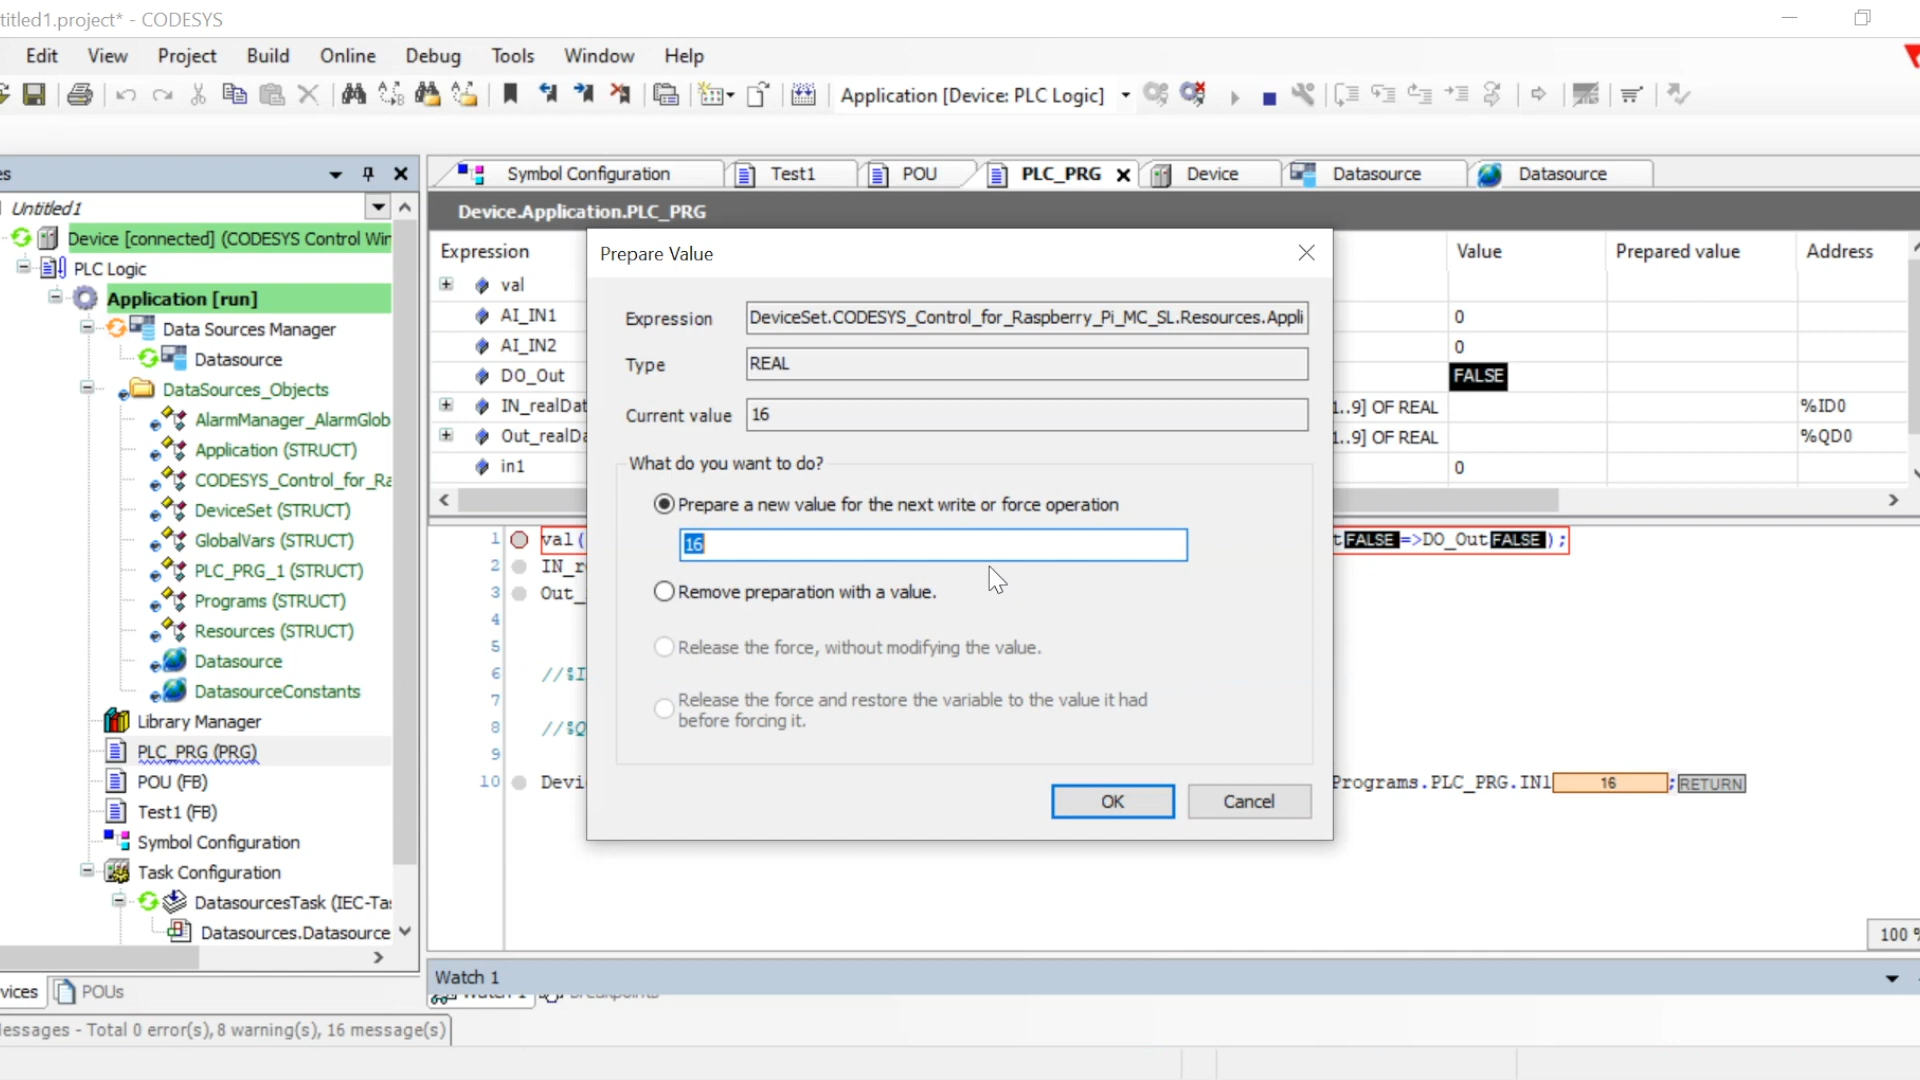 titled1.project* - CODESYS
Edit View Project Build Online Debug Tools Window Help
Application [Device: PLC Logic]
Symbol Configuration Test1 POU PLC_PRG Device Datasource Datasource
Untitled1
Device [connected] (CODESYS Control Win
PLC Logic
Application [run]
Data Sources Manager
Datasource
DataSources_Objects
AlarmManager_AlarmGlob
Application (STRUCT)
CODESYS_Control_for_Ra
DeviceSet (STRUCT)
GlobalVars (STRUCT)
PLC_PRG_1 (STRUCT)
Programs (STRUCT)
Resources (STRUCT)
Datasource
DatasourceConstants
Library Manager
PLC_PRG (PRG)
POU (FB)
Test1 (FB)
Symbol Configuration
Task Configuration
DatasourcesTask (IEC-Tas
Datasources.Datasource
vices POUs
Device.Application.PLC_PRG
Expression Value Prepared value Address
val
AI_IN1 0
AI_IN2 0
DO_Out FALSE
IN_realDat 1..9] OF REAL %ID0
Out_realDa 1..9] OF REAL %QD0
in1 0
Prepare Value
Expression DeviceSet.CODESYS_Control_for_Raspberry_Pi_MC_SL.Resources.Appli
Type REAL
Current value 16
What do you want to do?
Prepare a new value for the next write or force operation
16
Remove preparation with a value.
Release the force, without modifying the value.
Release the force and restore the variable to the value it had
before forcing it.
OK Cancel
1 val( t FALSE =>DO_Out FALSE );
2 IN_r
3 Out_
4
5
6 //%I
7
8 //%Q
9
10 Devi Programs.PLC_PRG.IN1 16 ; RETURN
100 %
Watch 1
Messages - Total 0 error(s), 8 warning(s), 16 message(s)